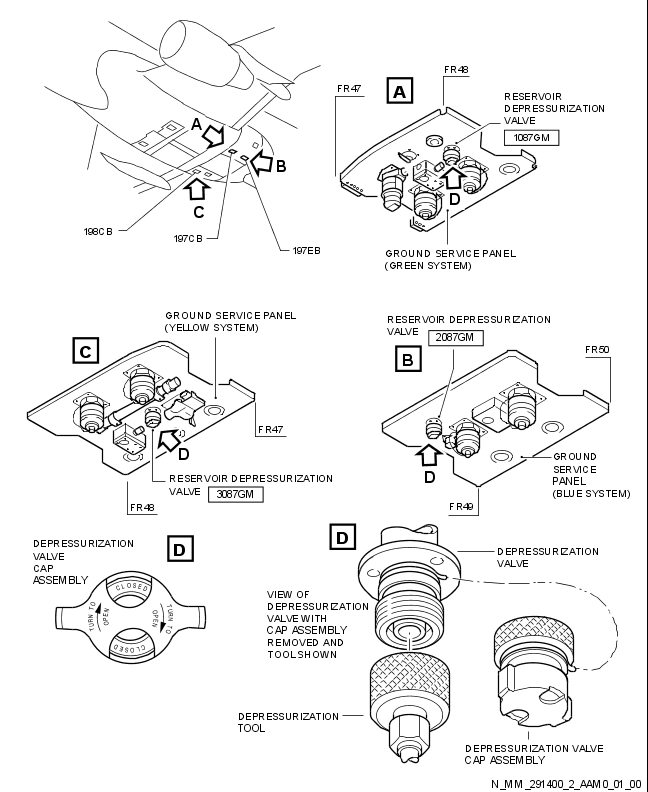 A
B
C
198CB
197CB
197EB
FR47
A
FR48
RESERVOIR
DEPRESSURIZATION
VALVE
1087GM
D
GROUND SERVICE PANEL
(GREEN SYSTEM)
GROUND SERVICE PANEL
(YELLOW SYSTEM)
C
D
FR47
RESERVOIR DEPRESSURIZATION
VALVE 3087GM
FR48
RESERVOIR DEPRESSURIZATION
VALVE 2087GM
B
FR50
D
GROUND
SERVICE
PANEL
(BLUE SYSTEM)
FR49
DEPRESSURIZATION
VALVE
CAP
ASSEMBLY
D
CLOSED
TURN TO
OPEN
TURN TO
OPEN
CLOSED
D
DEPRESSURIZATION
VALVE
VIEW OF
DEPRESSURIZATION
VALVE WITH
CAP ASSEMBLY
REMOVED AND
TOOLSHOWN
DEPRESSURIZATION
TOOL
DEPRESSURIZATION VALVE
CAP ASSEMBLY
N_MM_291400_2_AAM0_01_00